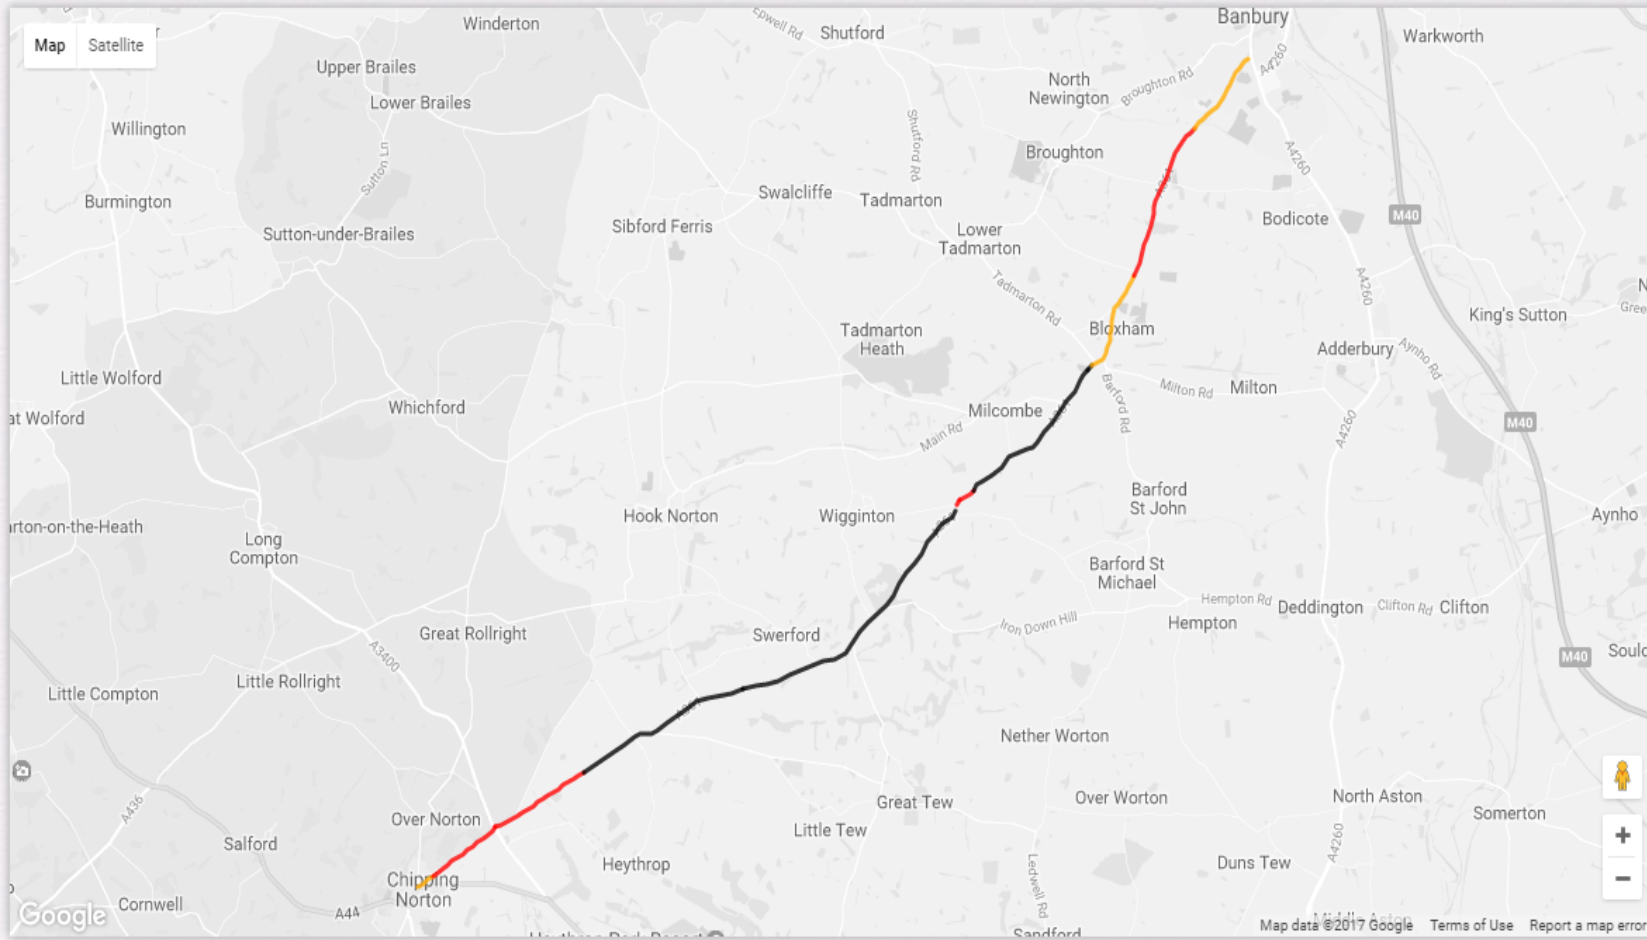 Map
Satellite
Winderton
Epwell Rd
Shutford
Banbury
Warkworth
Upper Brailes
Lower Brailes
North
Newington
Broughton Rd
A4260
Willington
Sutton Ln
Shutford Rd
Broughton
A4260
Burmington
Swalcliffe
Tadmarton
A361
Sibford Ferris
Bodicote
M40
Sutton-under-Brailes
Lower
Tadmarton
Tadmarton Rd
A4260
Bloxham
King's Sutton
Tadmarton
Heath
Adderbury
Aynho Rd
Little Wolford
Milton Rd
Milton
Barford Rd
Whichford
Milcombe
at Wolford
Main Rd
A4260
M40
Barford
St John
Hook Norton
Wigginton
Aynho
arton-on-the-Heath
Long
Compton
Barford St
Michael
Hempton Rd
Deddington
Clifton Rd
Clifton
Iron Down Hill
Hempton
Great Rollright
Swerford
A3400
M40
Little Rollright
Little Compton
Nether Worton
A436
Great Tew
Over Worton
North Aston
Over Norton
Little Tew
Somerton
Salford
A4260
Heythrop
Duns Tew
Chipping
Norton
Ledwell Rd
Cornwell
A44
Google
Middle Aston
Map data ©2017 Google
Terms of Use
Report a map error
Sandford